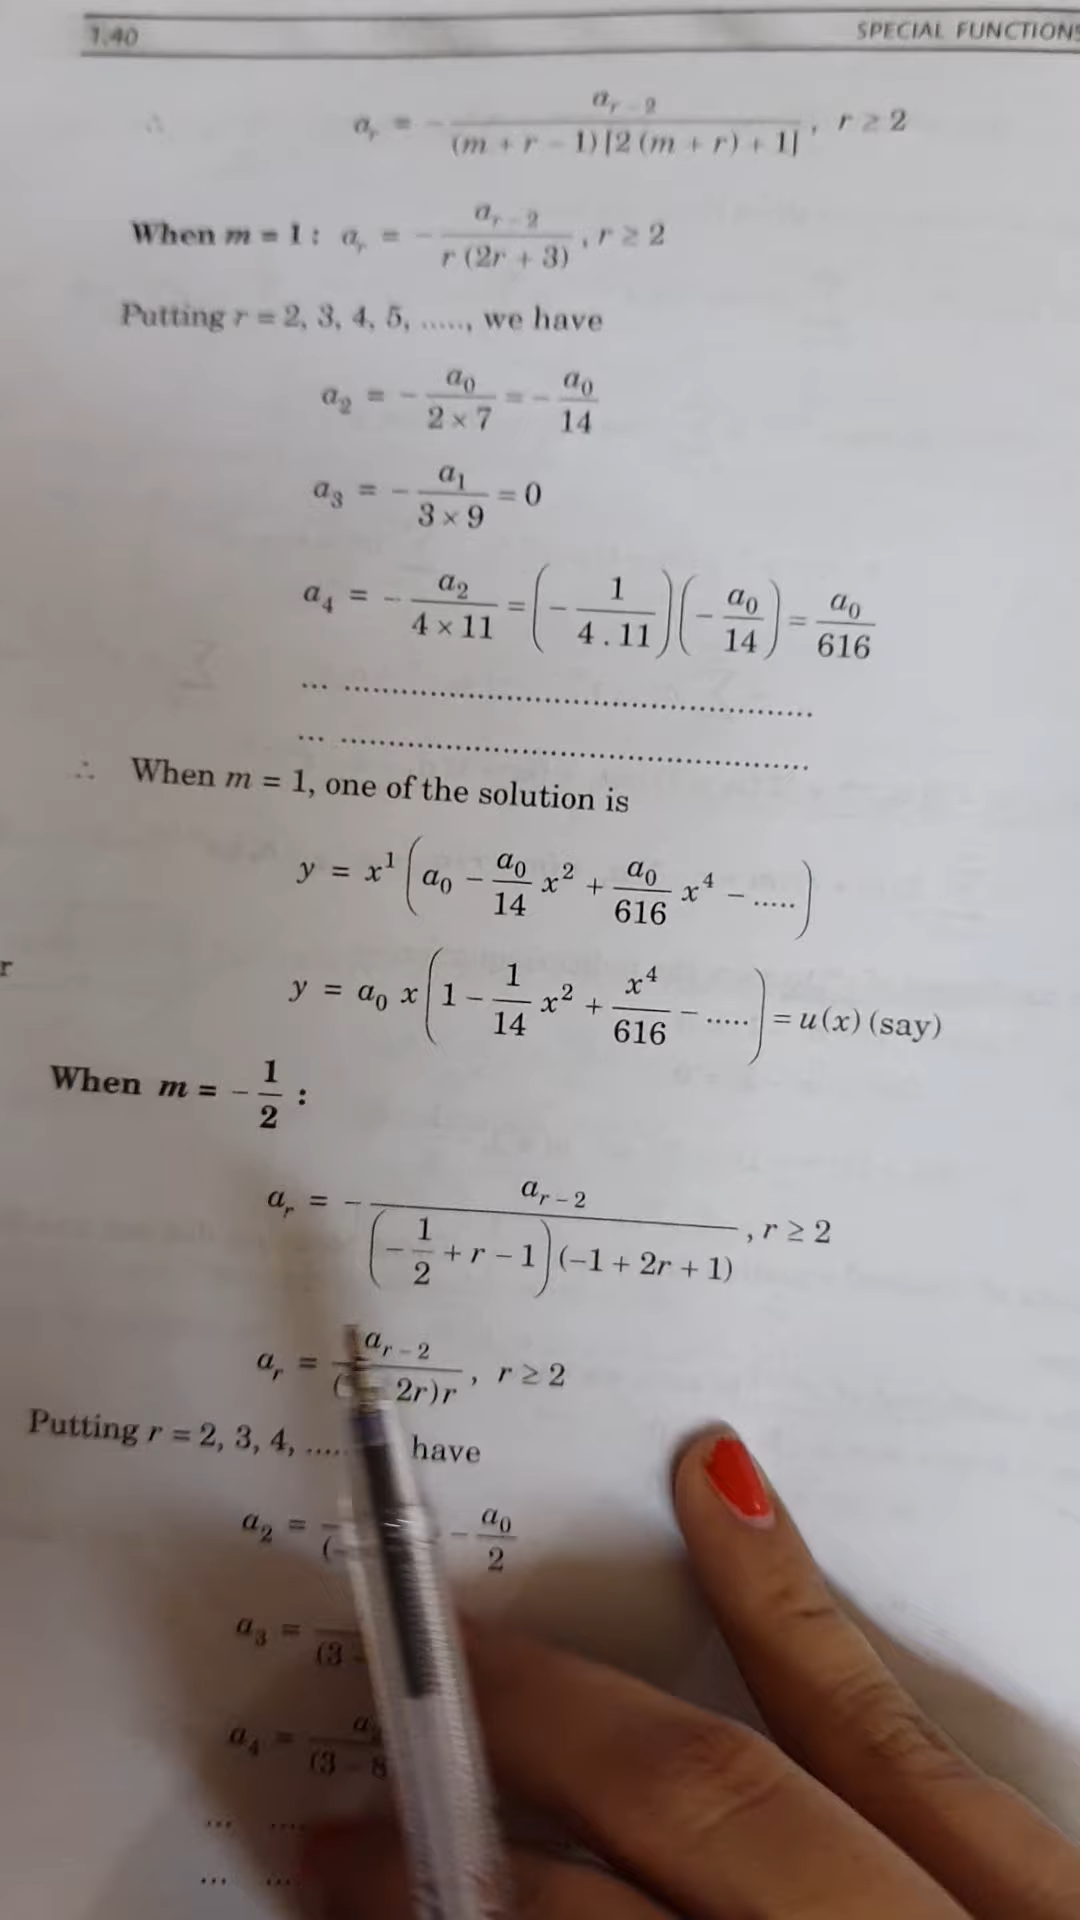 1.40 SPECIAL FUNCTIONS
∴ a_r = − a_{r−2} / (m + r − 1) [2 (m + r) + 1] , r ≥ 2
When m = 1 : a_r = − a_{r−2} / r (2r + 3) , r ≥ 2
Putting r = 2, 3, 4, 5, ....., we have
a_2 = − a_0 / 2 × 7 = − a_0 / 14
a_3 = − a_1 / 3 × 9 = 0
a_4 = − a_2 / 4 × 11 = (− 1 / 4 . 11) (− a_0 / 14) = a_0 / 616
... ..................................................
... ..................................................
∴ When m = 1, one of the solution is
y = x^1 (a_0 − a_0 / 14 x^2 + a_0 / 616 x^4 − .....)
r
y = a_0 x (1 − 1 / 14 x^2 + x^4 / 616 − .....) = u(x) (say)
When m = − 1 / 2 :
a_r = − a_{r−2} / (− 1 / 2 + r − 1) (−1 + 2r + 1) , r ≥ 2
a_r = a_{r−2} / ( 2r)r , r ≥ 2
Putting r = 2, 3, 4, ..... have
a_2 = (− − a_0 / 2
a_3 = (3 −
a_4 = a / (3 − 8
... ....
... ....